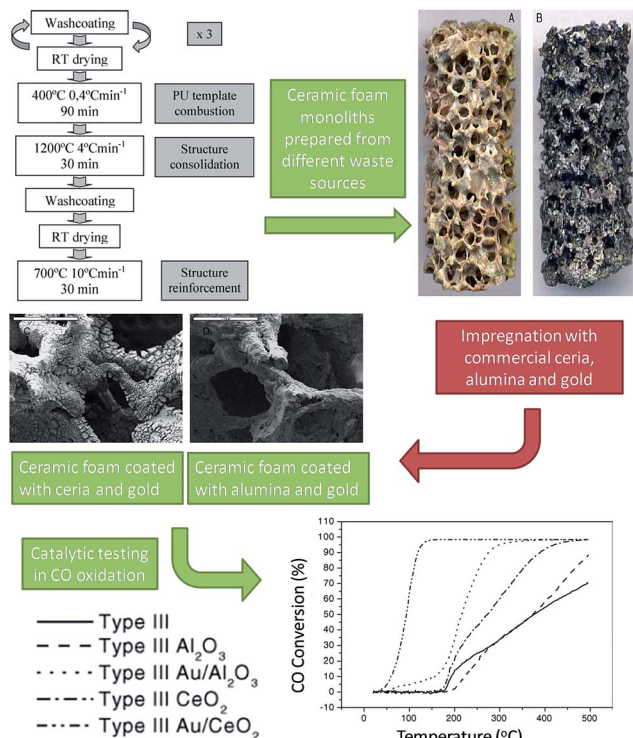 Washcoating
x 3
RT drying
400ºC 0,4ºCmin-1
90 min
PU template
combustion
1200ºC 4ºCmin-1
30 min
Structure
consolidation
Washcoating
RT drying
700ºC 10ºCmin-1
30 min
Structure
reinforcement
Ceramic foam
monoliths
prepared from
different waste
sources
A
B
Impregnation with
commercial ceria,
alumina and gold
Ceramic foam coated
with ceria and gold
D
Ceramic foam coated
with alumina and gold
Catalytic testing
in CO oxidation
Type III
Type III Al2O3
Type III Au/Al2O3
Type III CeO2
Type III Au/CeO2
CO Conversion (%)
110
100
90
80
70
60
50
40
30
20
10
0
-10
0
100
200
300
400
500
Temperature (ºC)